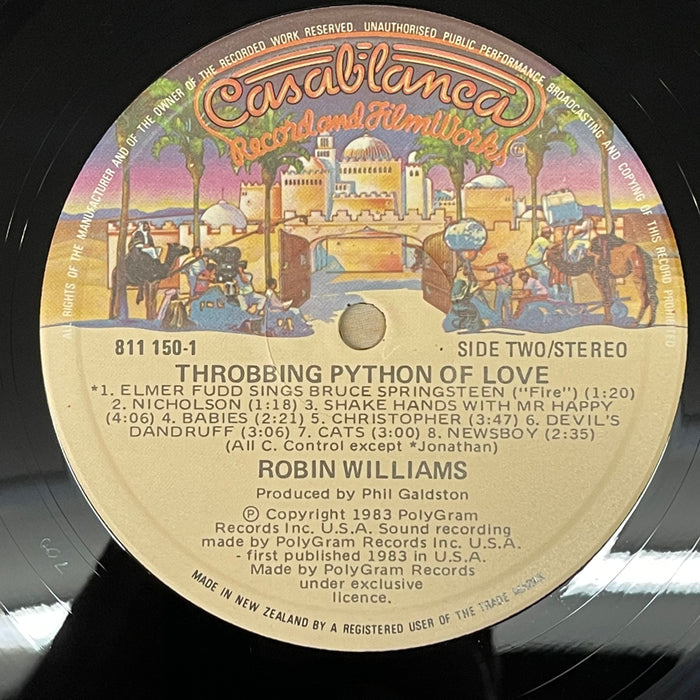 ALL RIGHTS OF THE MANUFACTURER AND OF THE OWNER OF THE RECORDED WORK RESERVED. UNAUTHORISED PUBLIC PERFORMANCE BROADCASTING AND COPYING OF THIS RECORD PROHIBITED
Casablanca
Record and FilmWorks
TM
811 150-1
SIDE TWO/STEREO
THROBBING PYTHON OF LOVE
*1. ELMER FUDD SINGS BRUCE SPRINGSTEEN ("Fire") (1:20)
2. NICHOLSON (1:18) 3. SHAKE HANDS WITH MR HAPPY
(4:06) 4. BABIES (2:21) 5. CHRISTOPHER (3:47) 6. DEVIL'S
DANDRUFF (3:06) 7. CATS (3:00) 8. NEWSBOY (2:35)
(All C. Control except *Jonathan)
ROBIN WILLIAMS
Produced by Phil Galdston
Ⓟ Copyright 1983 PolyGram
Records Inc. U.S.A. Sound recording
made by PolyGram Records Inc. U.S.A.
- first published 1983 in U.S.A.
Made by PolyGram Records
under exclusive
licence.
MADE IN NEW ZEALAND BY A REGISTERED USER OF THE TRADE